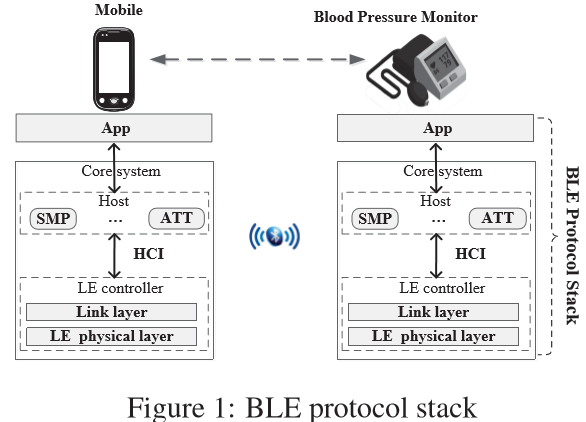 Mobile
Blood Pressure Monitor
App
App
Core system
Core system
Host
Host
SMP ... ATT
SMP ... ATT
HCI
HCI
LE controller
LE controller
Link layer
Link layer
LE physical layer
LE physical layer
BLE Protocol Stack
Figure 1: BLE protocol stack